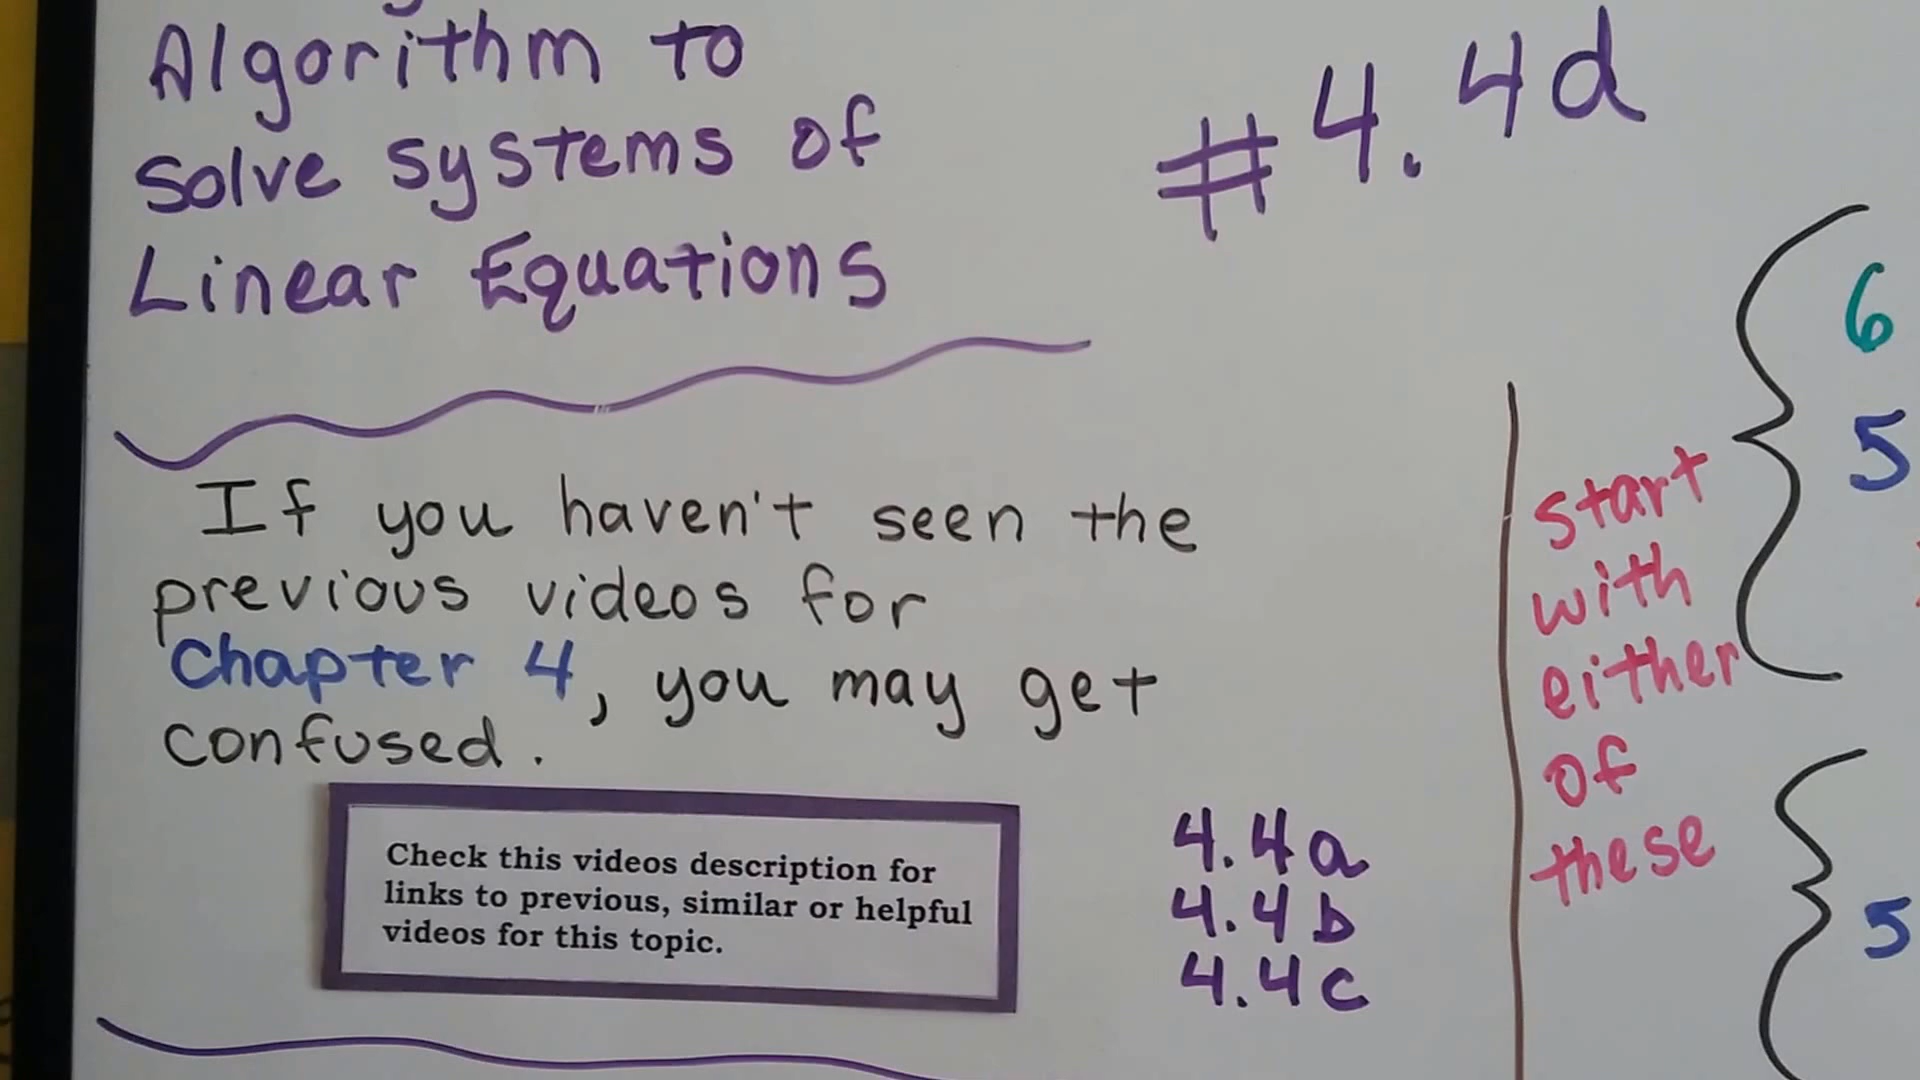 Algorithm to
solve systems of
Linear Equations
#4.4d
If you haven't seen the
previous videos for
Chapter 4, you may get
confused.
Check this videos description for
links to previous, similar or helpful
videos for this topic.
4.4a
4.4b
4.4c
start
with
either
of
these
6
5
5